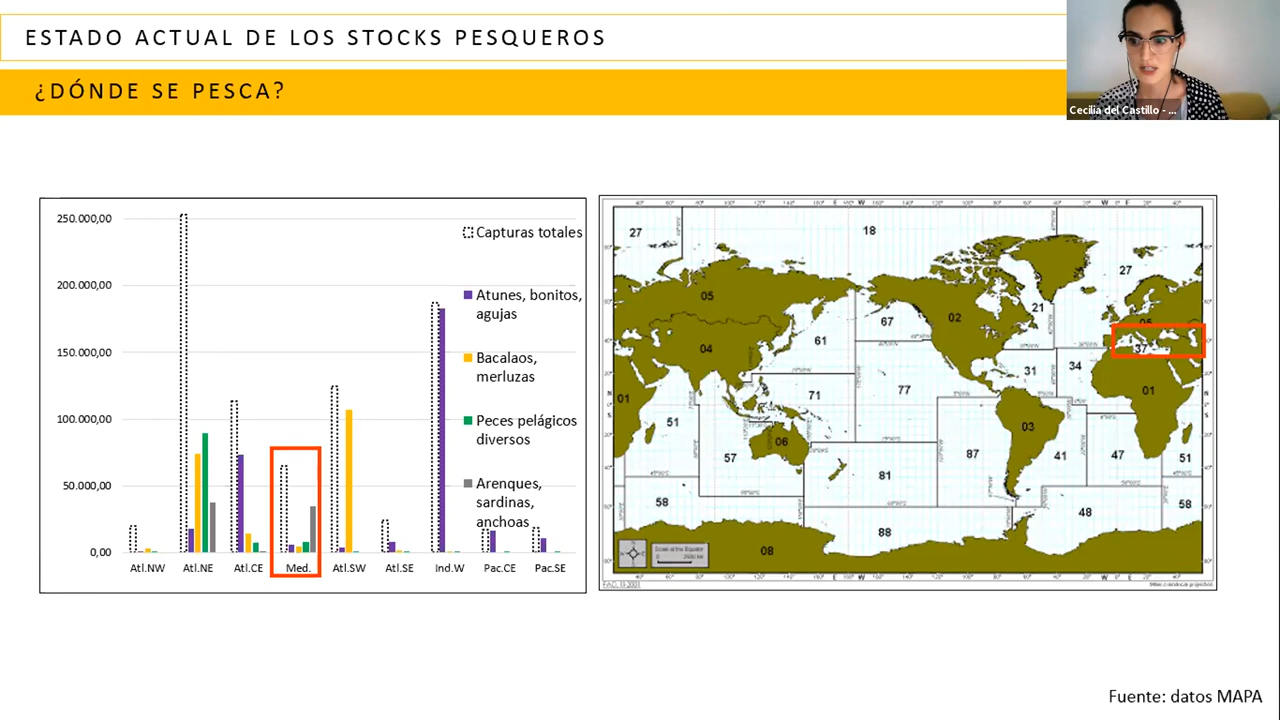 ESTADO ACTUAL DE LOS STOCKS PESQUEROS
¿DÓNDE SE PESCA?
Cecilia del Castillo - ...
250.000,00
200.000,00
150.000,00
100.000,00
50.000,00
0,00
Capturas totales
Atunes, bonitos,
agujas
Bacalaos,
merluzas
Peces pelágicos
diversos
Arenques,
sardinas,
anchoas
Atl.NW
Atl.NE
Atl.CE
Med.
Atl.SW
Atl.SE
Ind.W
Pac.CE
Pac.SE
27
18
27
05
21
02
67
05
61
04
37
31
34
01
77
71
01
51
03
57
06
87
41
47
51
81
58
48
58
88
08
Scale at the Equator
Fuente: datos MAPA